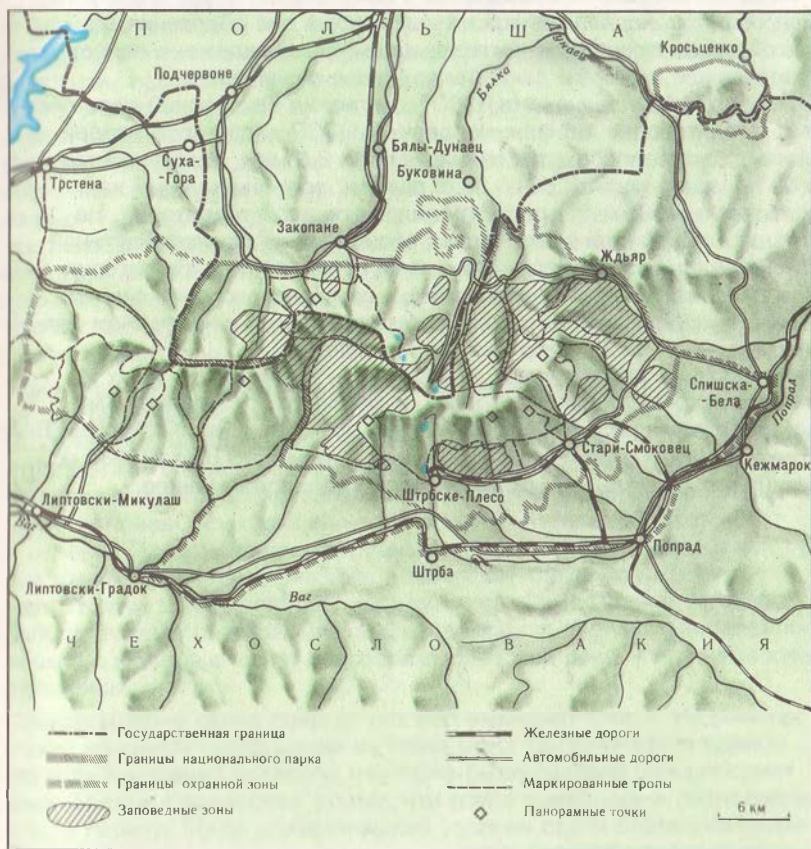 П О Л Ь Ш А
Дунаец
Кросьценко
Подчервоне
Бялка
Суха-
-Гора
Бялы-Дунаец
Буковина
Трстена
Закопане
Ждьяр
Спишска-
-Бела
Попрад
Стари-Смоковец
Кежмарок
Штрбске-Плесо
Липтовски-Микулаш
Ваг
Попрад
Штрба
Липтовски-Градок
Ваг
Ч Е Х О С Л О В А К И Я
Государственная граница
Границы национального парка
Границы охранной зоны
Заповедные зоны
Железные дороги
Автомобильные дороги
Маркированные тропы
Панорамные точки
6 км